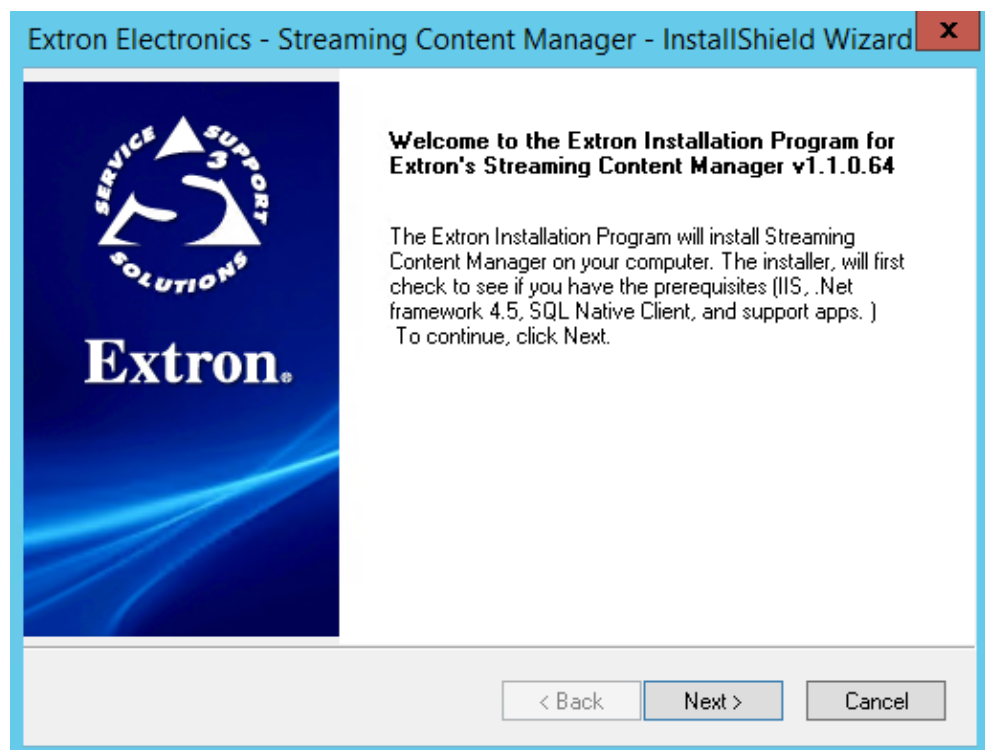 Extron Electronics - Streaming Content Manager - InstallShield Wizard
x
SERVICE SUPPORT SOLUTIONS
3
Extron®
Welcome to the Extron Installation Program for
Extron's Streaming Content Manager v1.1.0.64
The Extron Installation Program will install Streaming
Content Manager on your computer. The installer, will first
check to see if you have the prerequisites (IIS, .Net
framework 4.5, SQL Native Client, and support apps. )
To continue, click Next.
< Back
Next >
Cancel